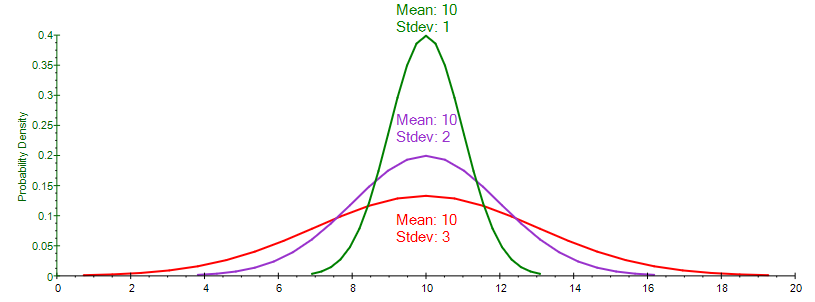 Mean: 10
Stdev: 1
0.4
0.35
0.3
0.25
0.2
0.15
0.1
0.05
0
Probability Density
Mean: 10
Stdev: 2
Mean: 10
Stdev: 3
0 2 4 6 8 10 12 14 16 18 20